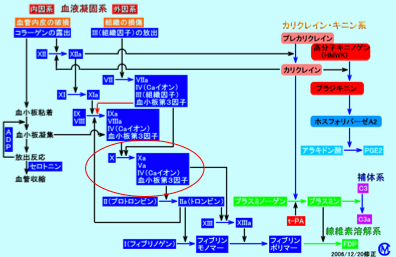 内因系 血液凝固系 外因系
血管内皮の破損 組織の損傷
コラーゲンの露出 III(組織因子)の放出
カリクレイン・キニン系
プレカリクレイン
XII XIIa
高分子キニノゲン
(HMWK)
カリクレイン
VII VIIa
IV(Caイオン)
III(組織因子)
血小板第3因子
XI XIa
ブラジキニン
血小板粘着
IX
VIII
IXa
VIIIa
IV(Caイオン)
血小板第3因子
ホスフォリパーゼA2
ADP
血小板凝集
アラキドン酸 PGE2
放出反応
セロトニン
血管収縮
X Xa
Va
IV(Caイオン)
血小板第3因子
補体系
C3
II(プロトロンビン) IIa(トロンビン)
プラスミノーゲン プラスミン
XIII XIIIa
t-PA
C3a
線維素溶解系
I(フィブリノゲン)
フィブリン
モノマー
フィブリン
ポリマー
FDP
2006/12/20修正